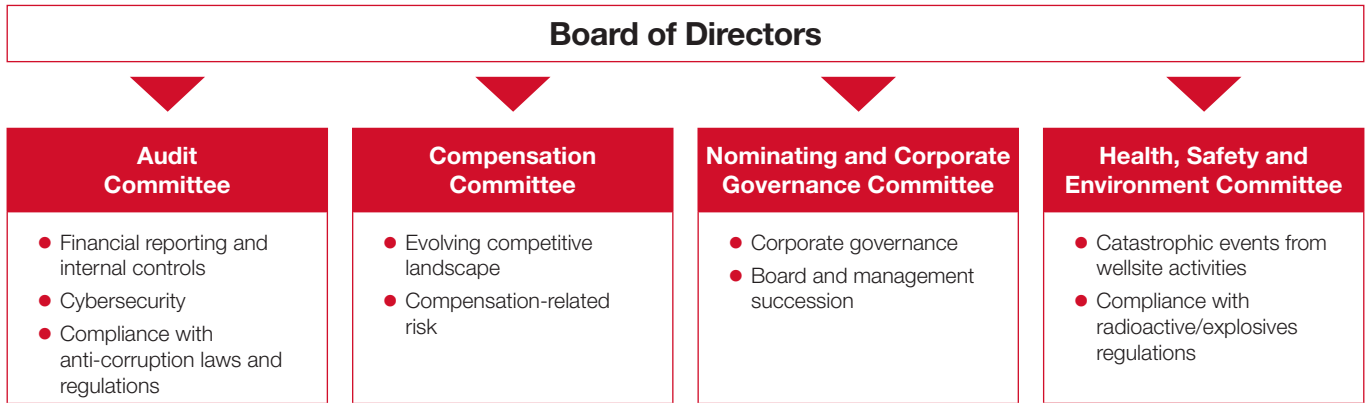 Board of Directors
Audit
Committee
Financial reporting and
internal controls
Cybersecurity
Compliance with
anti-corruption laws and
regulations
Compensation
Committee
Evolving competitive
landscape
Compensation-related
risk
Nominating and Corporate
Governance Committee
Corporate governance
Board and management
succession
Health, Safety and
Environment Committee
Catastrophic events from
wellsite activities
Compliance with
radioactive/explosives
regulations